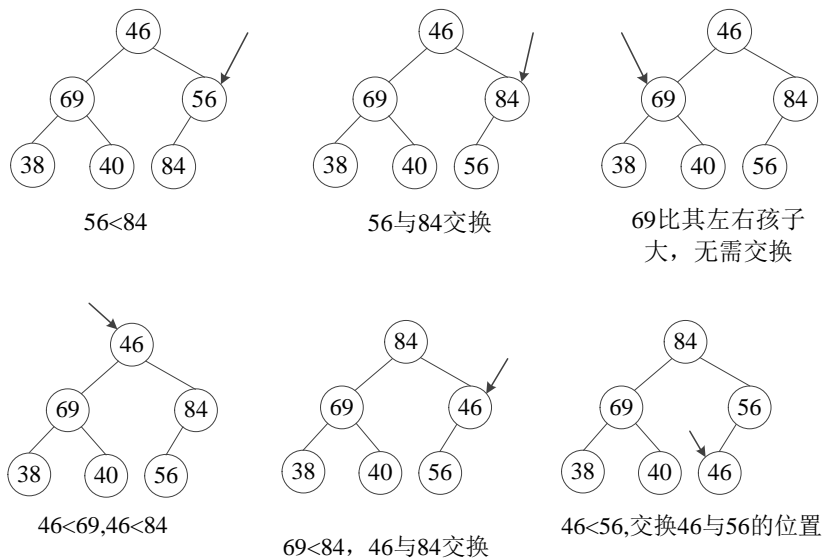 46 46 46
69 56 69 84 69 84
38 40 84 38 40 56 38 40 56
56<84 56与84交换 69比其左右孩子
大，无需交换
46 84 84
69 84 69 46 69 56
38 40 56 38 40 56 38 40 46
46<69,46<84 69<84，46与84交换 46<56,交换46与56的位置